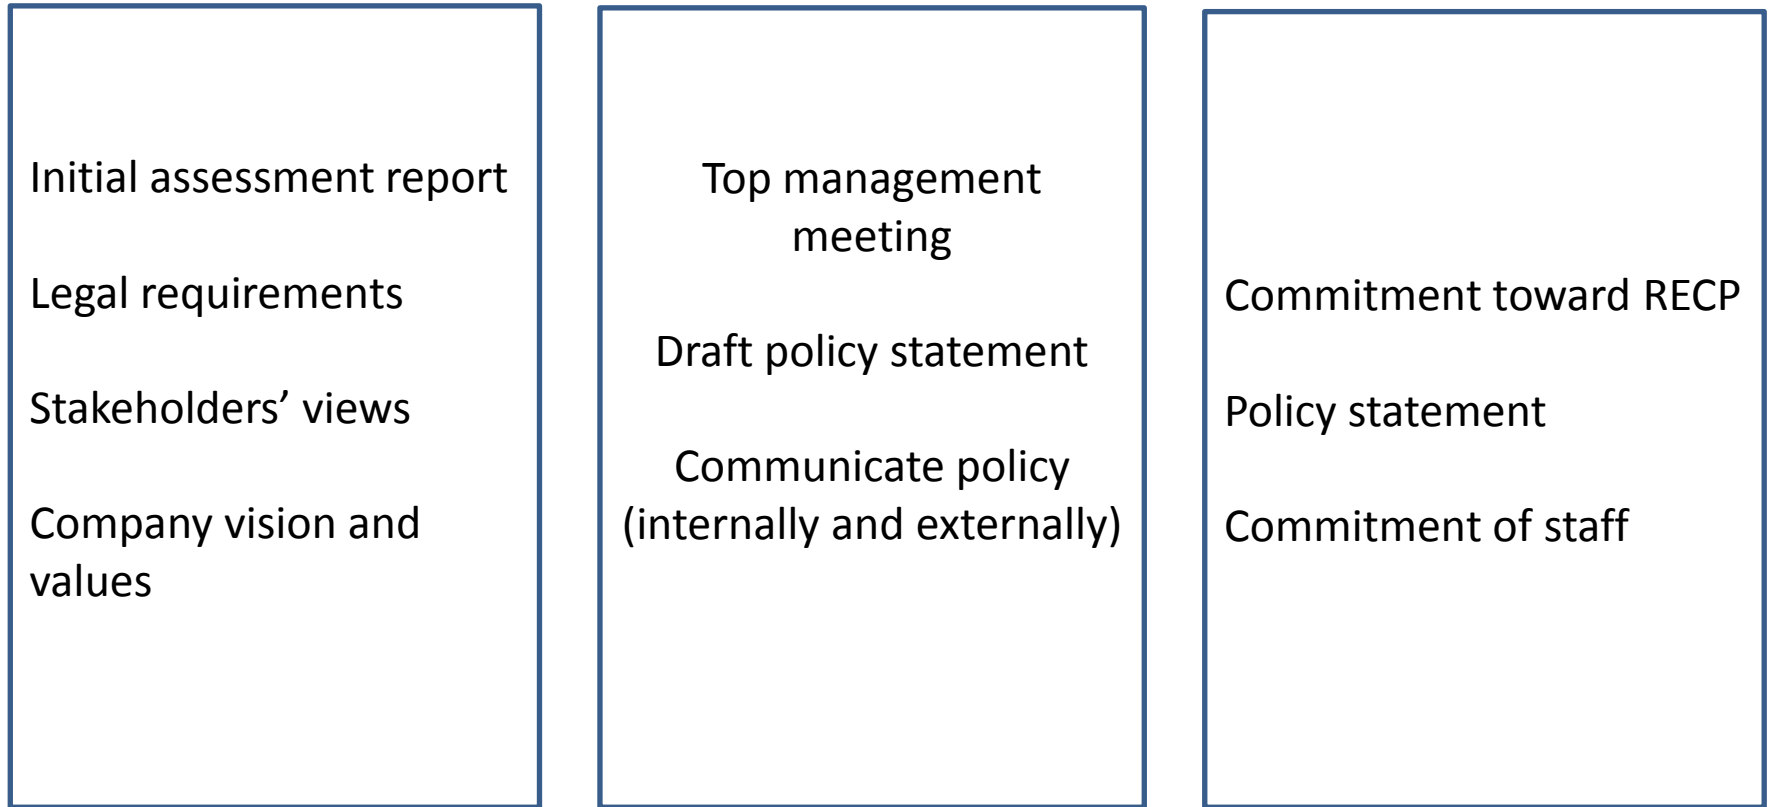 Initial assessment report
Legal requirements
Stakeholders’ views
Company vision and
values
Top management
meeting
Draft policy statement
Communicate policy
(internally and externally)
Commitment toward RECP
Policy statement
Commitment of staff